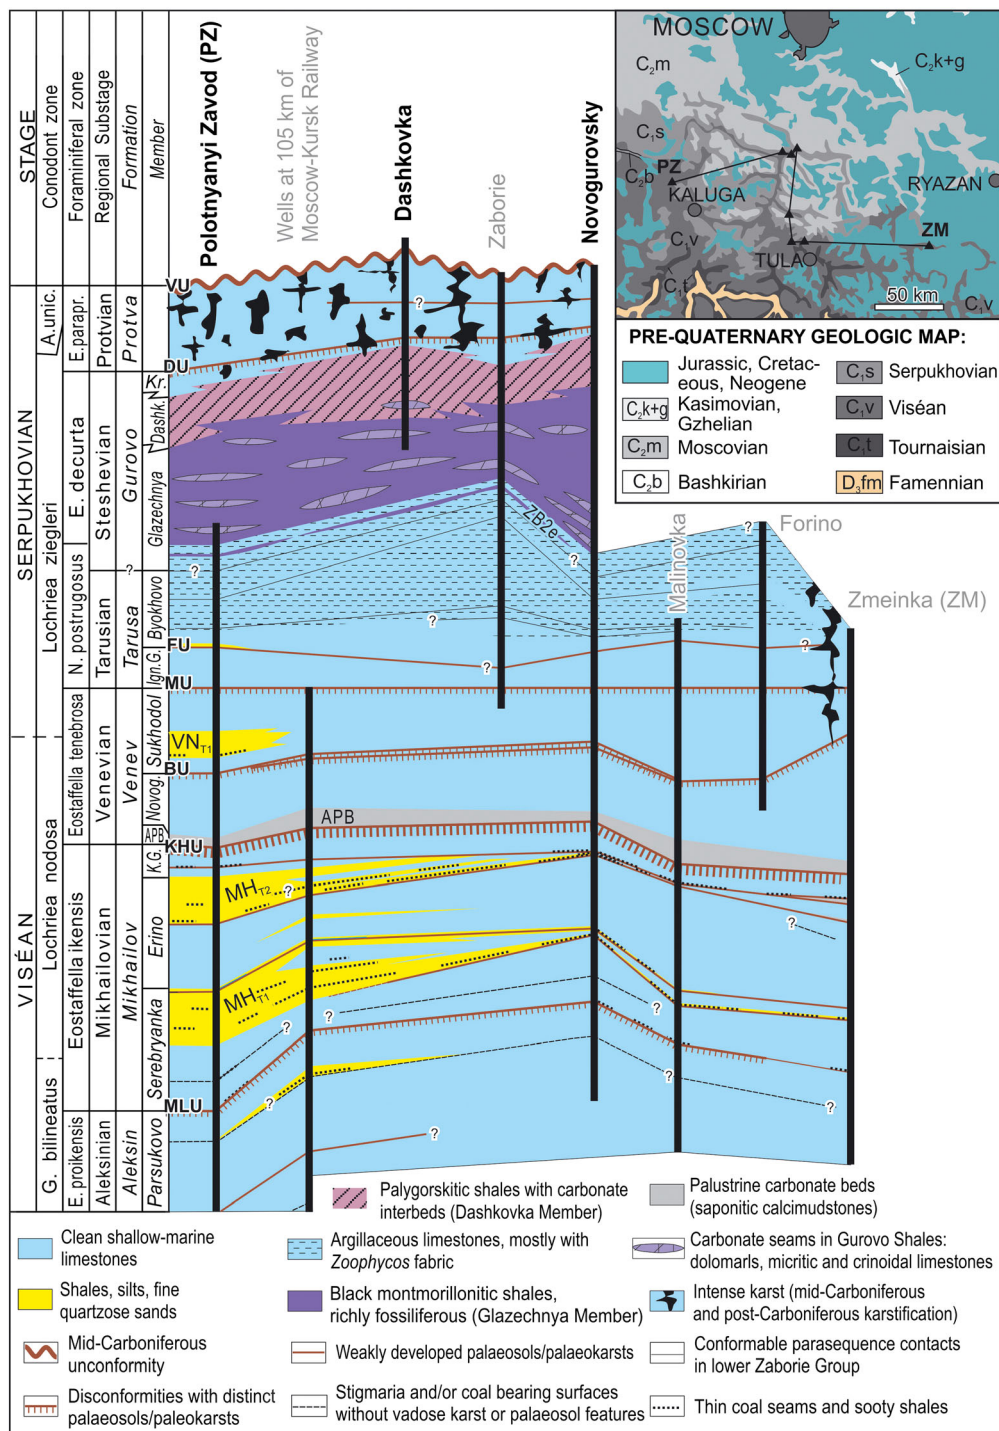 STAGE
Conodont zone
Foraminiferal zone
Regional Substage
Formation
Member
Polotnyanyi Zavod (PZ)
Wells at 105 km of
Moscow-Kursk Railway
Dashkovka
Zaborie
Novogurovsky
Malinovka
Forino
Zmeinka (ZM)
MOSCOW
C2m
C2k+g
C1s
PZ
C2b
KALUGA
RYAZAN
C1v
ZM
TULA
C1t
C1v
50 km
PRE-QUATERNARY GEOLOGIC MAP:
Jurassic, Cretac-
eous, Neogene
C2k+g
Kasimovian,
Gzhelian
C2m
Moscovian
C2b
Bashkirian
C1s
Serpukhovian
C1v
Viséan
C1t
Tournaisian
D3fm
Famennian
SERPUKHOVIAN
VISÉAN
A. unic.
Lochriea ziegleri
Lochriea nodosa
G. bilineatus
E.parapr.
E. decurta
N. postrugosus
Eostaffella tenebrosa
Eostaffella ikensis
E. proikensis
Protvian
Steshevian
Tarusian
Venevian
Mikhailovian
Aleksinian
Protva
Gurovo
Tarusa
Venev
Mikhailov
Aleksin
Kr.
Dashk.
Glazechnya
Byokhovo
Ign.G.
Sukhodol
Novog.
APB
K.G.
Erino
Serebryanka
Parsukovo
VU
DU
FU
MU
BU
KHU
MLU
?
?
?
?
?
?
?
?
ZB2e
VNT1
APB
MHT2
?
?
MHT1
?
?
?
?
?
?
?
Palygorskitic shales with carbonate
interbeds (Dashkovka Member)
Palustrine carbonate beds
(saponitic calcimudstones)
Clean shallow-marine
limestones
Argillaceous limestones, mostly with
Zoophycos fabric
Carbonate seams in Gurovo Shales:
dolomarls, micritic and crinoidal limestones
Shales, silts, fine
quartzose sands
Black montmorillonitic shales,
richly fossiliferous (Glazechnya Member)
Intense karst (mid-Carboniferous
and post-Carboniferous karstification)
Mid-Carboniferous
unconformity
Weakly developed palaeosols/palaeokarsts
Conformable parasequence contacts
in lower Zaborie Group
Disconformities with distinct
palaeosols/paleokarsts
Stigmaria and/or coal bearing surfaces
without vadose karst or palaeosol features
Thin coal seams and sooty shales